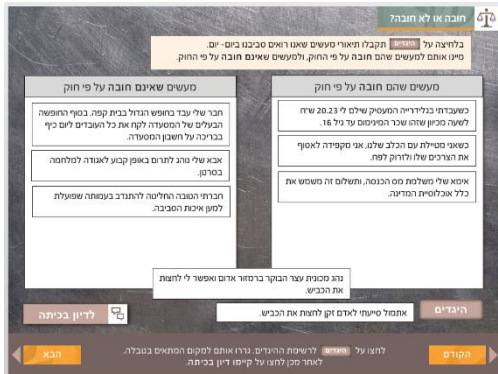 חובה או לא חובה?
בלחיצה על היגדים תקבלו תיאורי מעשים שאנו רואים סביבנו ביום- יום.
מיינו אותם למעשים שהם חובה על פי החוק, ולמעשים שאינם חובה על פי החוק.
מעשים שהם חובה על פי חוק
כשעבדתי בגלידרייה המעסיק שילם לי 20.23 ש"ח
לשעה מכיוון שזהו שכר המינימום עד גיל 16.
כשאני מטיילת עם הכלב שלנו, אני מקפידה לאסוף
את הצרכים שלו ולזרוק לפח.
אימא שלי משלמת מס הכנסה, ותשלום זה משמש את
כלל אוכלוסיית המדינה.
מעשים שאינם חובה על פי חוק
חבר שלי עבד בחופש הגדול בבית קפה. בסוף החופשה
הבעלים של המסעדה לקח את כל העובדים ליום כיף
בבריכה על חשבון המסעדה.
אבא שלי נוהג לתרום באופן קבוע לאגודה למלחמה
בסרטן.
חברתי הטובה החליטה להתנדב בעמותה שפועלת
למען איכות הסביבה.
נהג מכונית עצר הבוקר ברמזור אדום ואפשר לי לחצות
את הכביש.
היגדים
אתמול סייעתי לאדם זקן לחצות את הכביש.
לדיון בכיתה
הקודם
לחצו על היגדים לרשימת ההיגדים. גררו אותם למקום המתאים בטבלה.
לאחר מכן לחצו על קיימו דיון בכיתה.
הבא